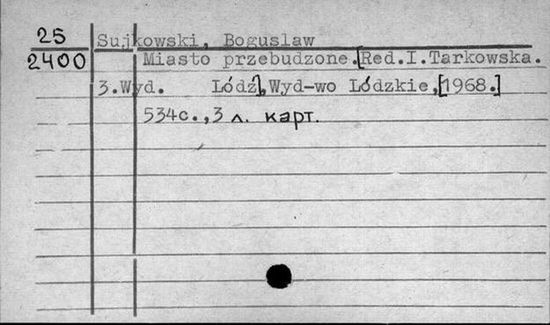 25
2400
Sujkowski, Boguslaw
Miasto przebudzone.[Red.I.Tarkowska.
3.Wyd. Łódź], Wyd-wo Łódzkie,[1968.]
534с.,3 л. карт.